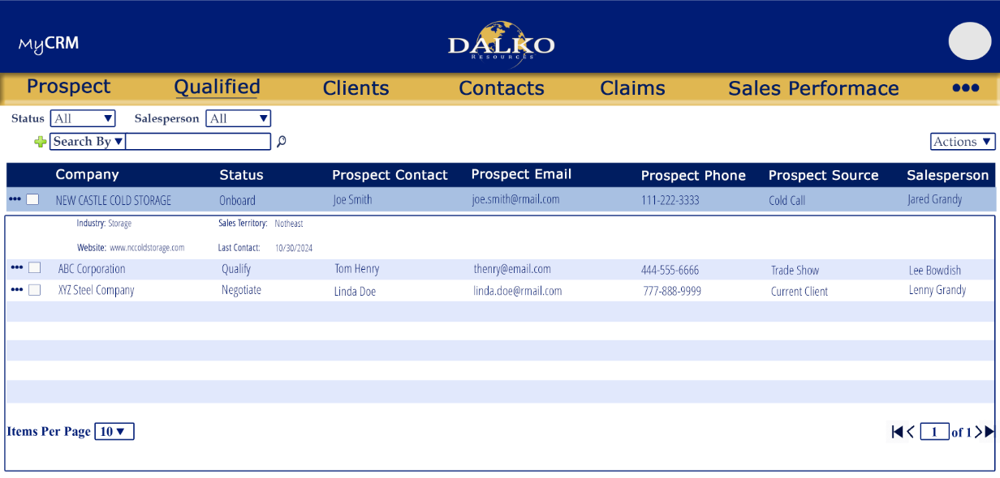 MyCRM
DALKO
RESOURCES
Prospect Qualified Clients Contacts Claims Sales Performace •••
Status All ▼ Salesperson All ▼
Search By ▼ Actions ▼
Company Status Prospect Contact Prospect Email Prospect Phone Prospect Source Salesperson
••• NEW CASTLE COLD STORAGE Onboard Joe Smith joe.smith@rmail.com 111-222-3333 Cold Call Jared Grandy
Industry: Storage Sales Territory: Notheast
Website: www.nccoldstorage.com Last Contact: 10/30/2024
••• ABC Corporation Qualify Tom Henry thenry@email.com 444-555-6666 Trade Show Lee Bowdish
••• XYZ Steel Company Negotiate Linda Doe linda.doe@rmail.com 777-888-9999 Current Client Lenny Grandy
Items Per Page 10 ▼ 1 of 1